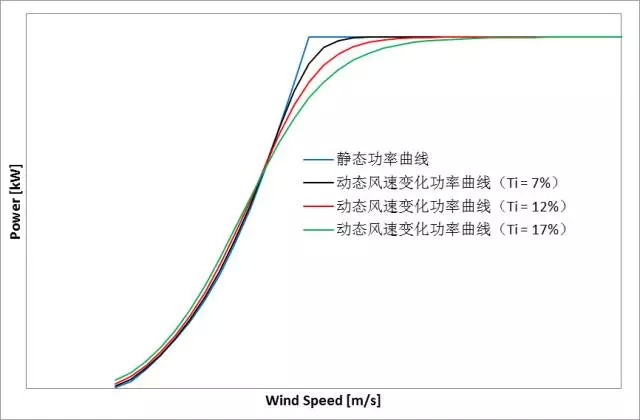 静态功率曲线
动态风速变化功率曲线（Ti = 7%）
动态风速变化功率曲线（Ti = 12%）
动态风速变化功率曲线（Ti = 17%）
Power [kW]
Wind Speed [m/s]